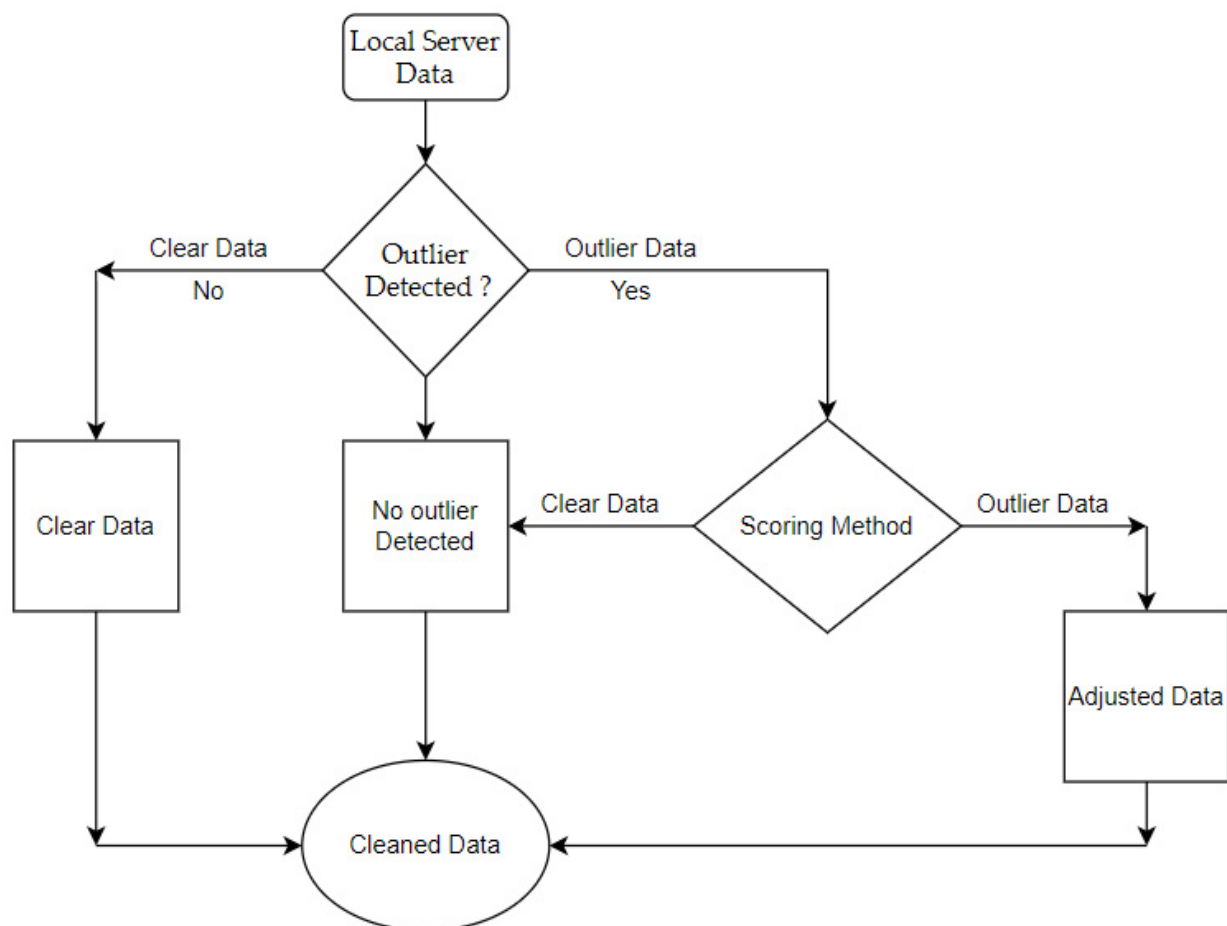 Local Server
Data
Clear Data
No
Outlier
Detected ?
Outlier Data
Yes
Clear Data
No outlier
Detected
Clear Data
Scoring Method
Outlier Data
Adjusted Data
Cleaned Data